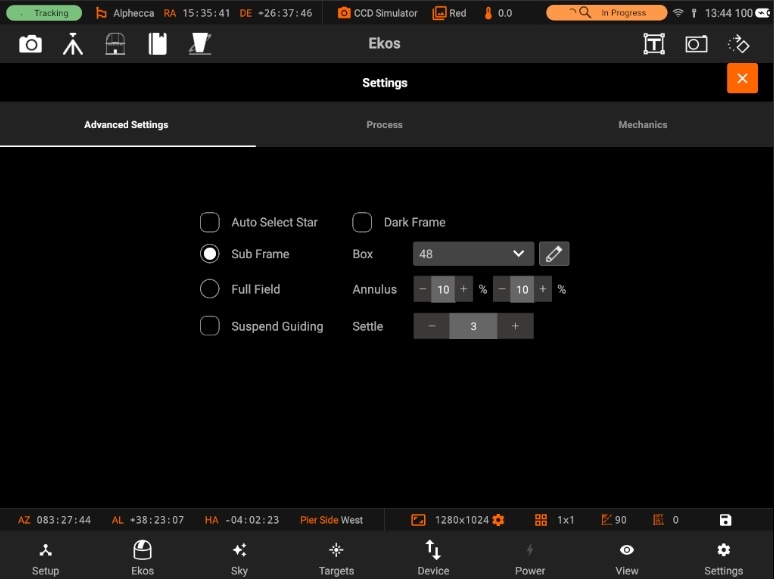 Tracking Alphecca RA 15:35:41 DE +26:37:46 CCD Simulator Red 0.0 In Progress 13:44 100
Ekos
Settings
Advanced Settings Process Mechanics
Auto Select Star Dark Frame
Sub Frame Box 48
Full Field Annulus − 10 + % − 10 + %
Suspend Guiding Settle − 3 +
AZ 083:27:44 AL +38:23:07 HA -04:02:23 Pier Side West 1280x1024 1x1 90 0
Setup Ekos Sky Targets Device Power View Settings